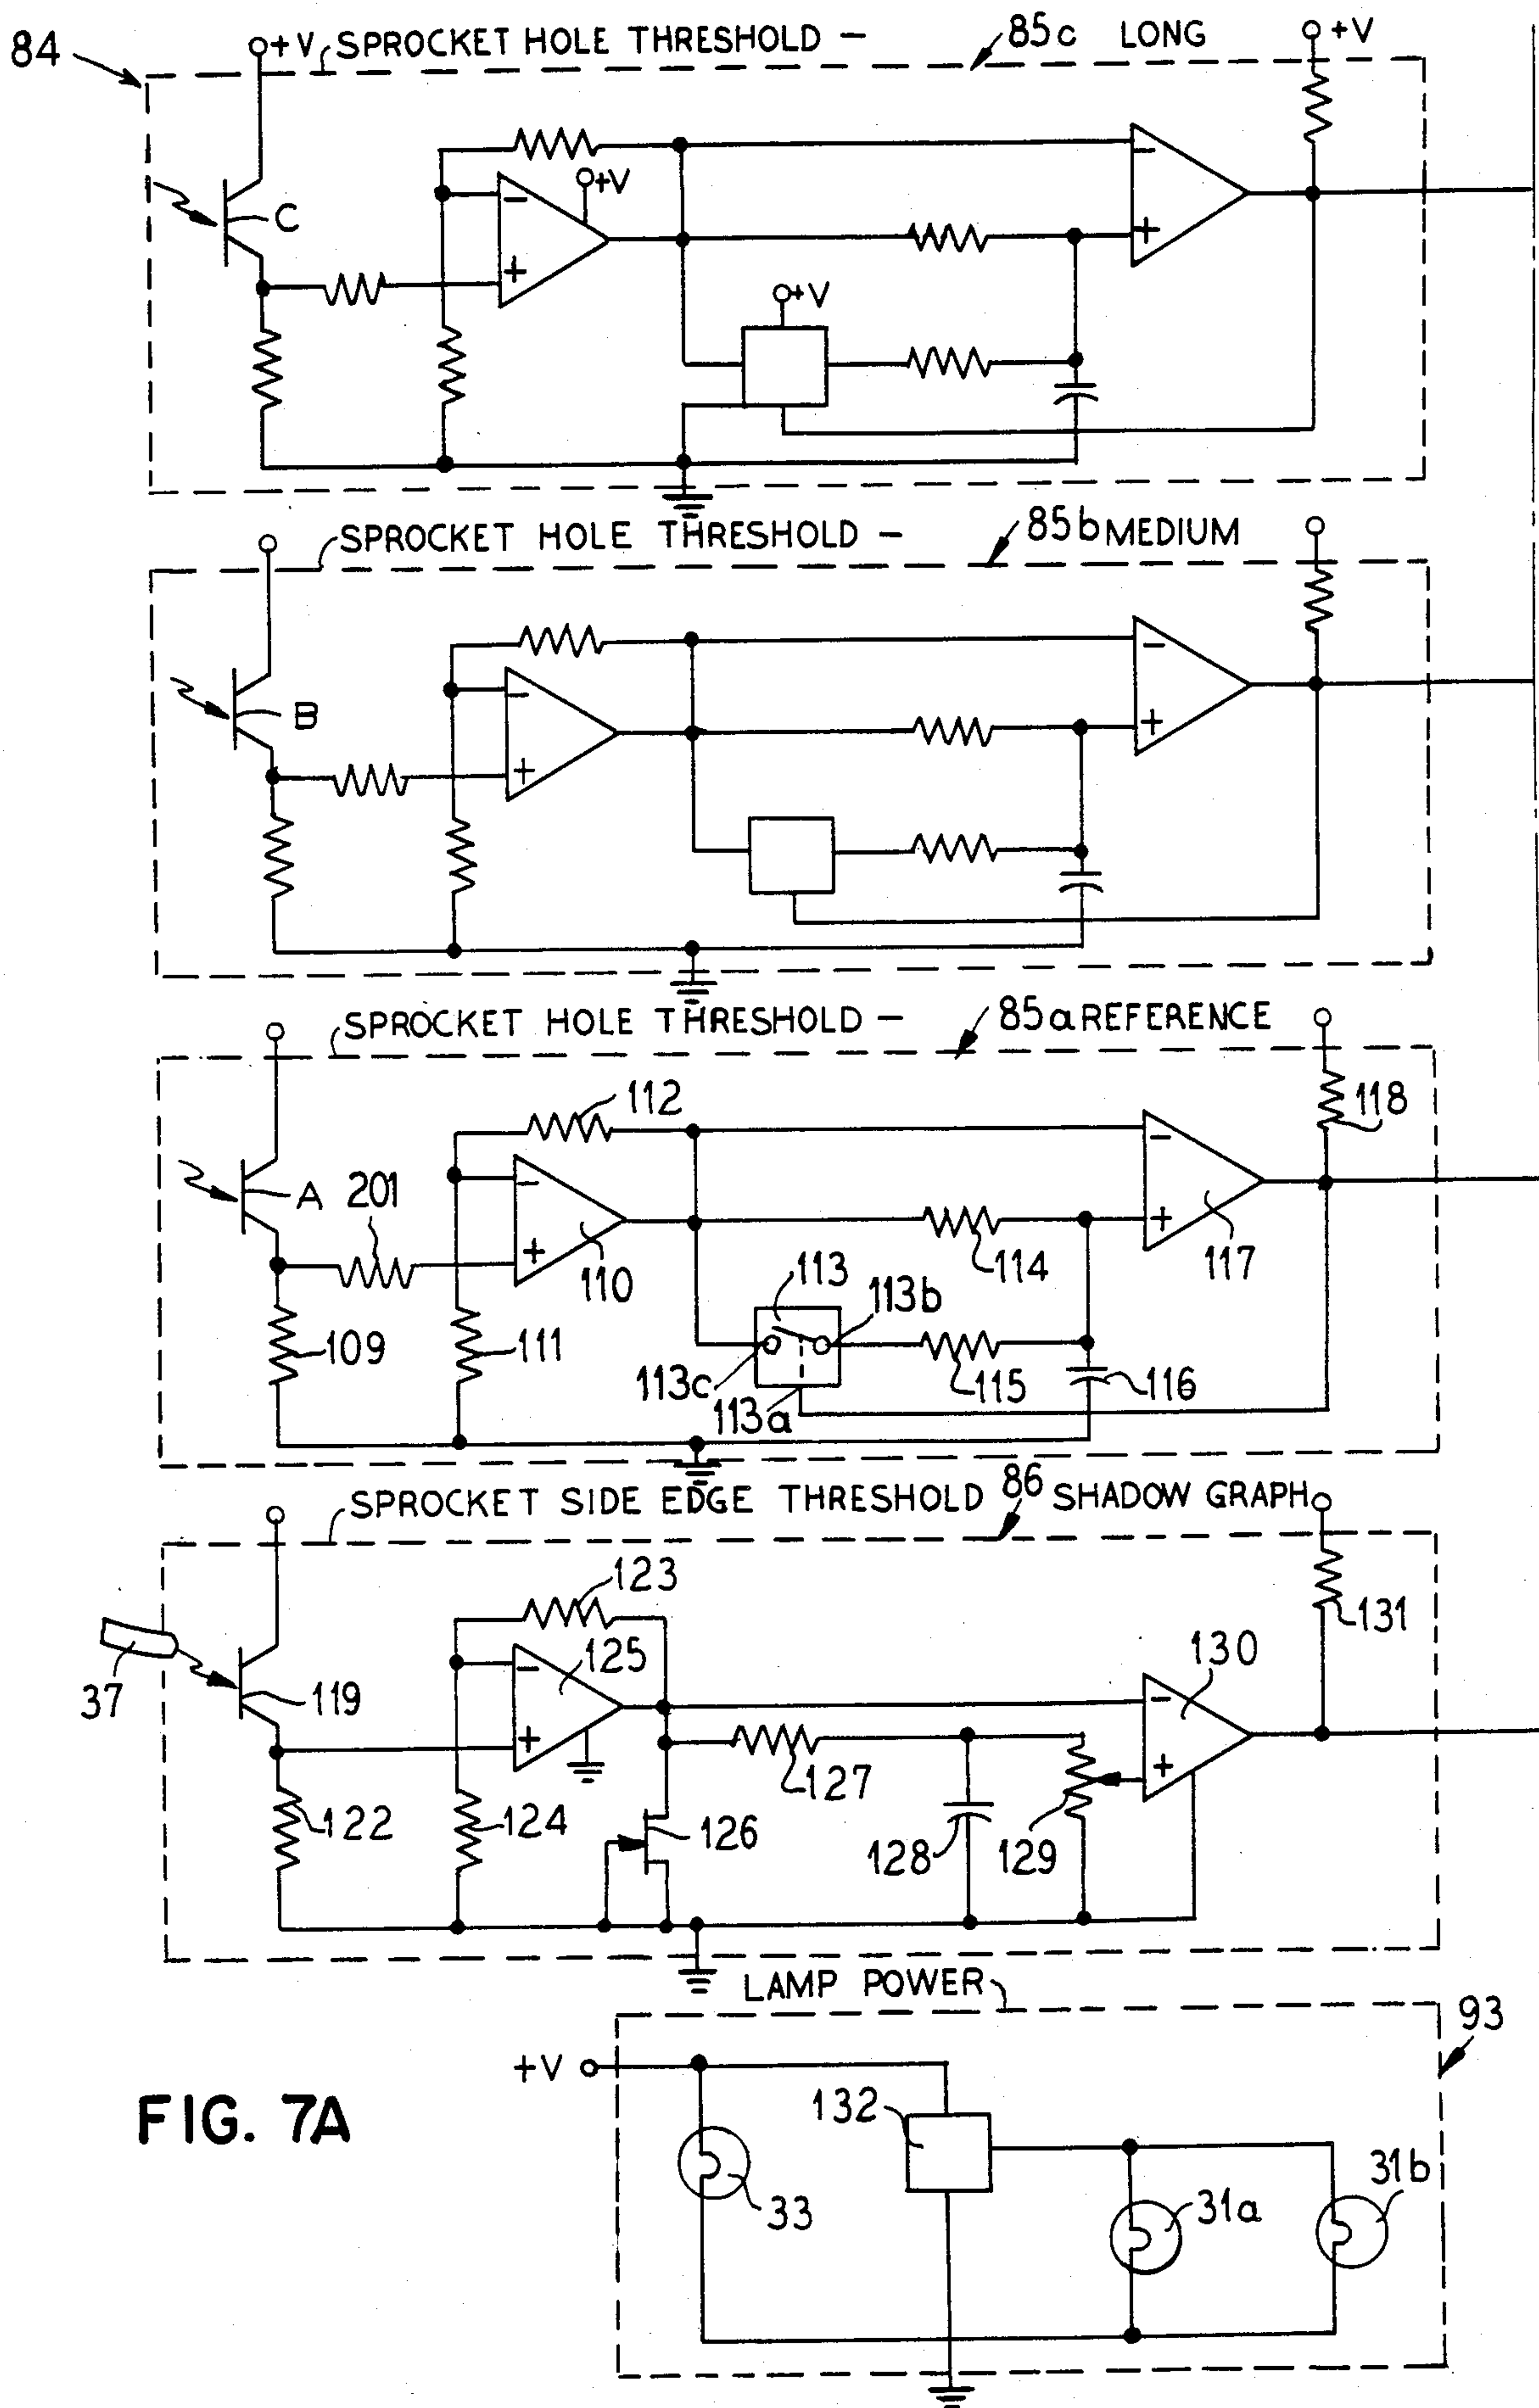 84
+V SPROCKET HOLE THRESHOLD – 85c LONG +V
C
- +V
+
-
+
+V
SPROCKET HOLE THRESHOLD – 85b MEDIUM
B
-
+
-
+
SPROCKET HOLE THRESHOLD – 85a REFERENCE
112
118
A 201
-
+
110
-
+
117
114
113 113b
109
111
113c
113a
115
116
SPROCKET SIDE EDGE THRESHOLD 86 SHADOW GRAPH
123
131
37
119
-
+
125
130
-
+
127
122
124
126
128
129
LAMP POWER
93
+V
132
33
31a
31b
FIG. 7A